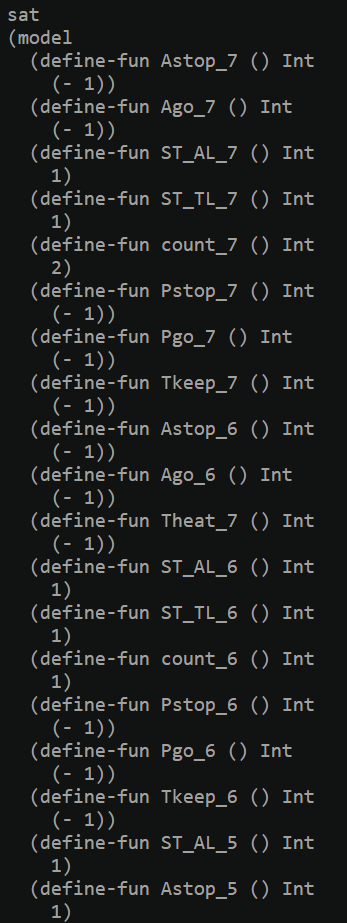 sat
(model
  (define-fun Astop_7 () Int
    (- 1))
  (define-fun Ago_7 () Int
    (- 1))
  (define-fun ST_AL_7 () Int
    1)
  (define-fun ST_TL_7 () Int
    1)
  (define-fun count_7 () Int
    2)
  (define-fun Pstop_7 () Int
    (- 1))
  (define-fun Pgo_7 () Int
    (- 1))
  (define-fun Tkeep_7 () Int
    (- 1))
  (define-fun Astop_6 () Int
    (- 1))
  (define-fun Ago_6 () Int
    (- 1))
  (define-fun Theat_7 () Int
    (- 1))
  (define-fun ST_AL_6 () Int
    1)
  (define-fun ST_TL_6 () Int
    1)
  (define-fun count_6 () Int
    1)
  (define-fun Pstop_6 () Int
    (- 1))
  (define-fun Pgo_6 () Int
    (- 1))
  (define-fun Tkeep_6 () Int
    (- 1))
  (define-fun ST_AL_5 () Int
    1)
  (define-fun Astop_5 () Int
    1)